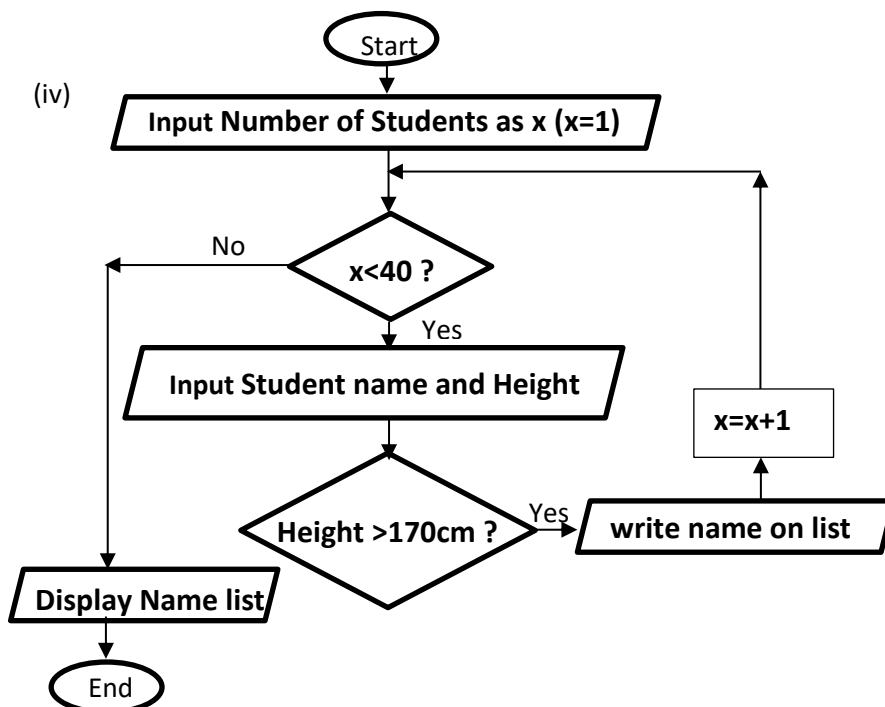 Start
(iv)
Input Number of Students as x (x=1)
No
x<40 ?
Yes
Input Student name and Height
x=x+1
Height >170cm ?
Yes
write name on list
Display Name list
End